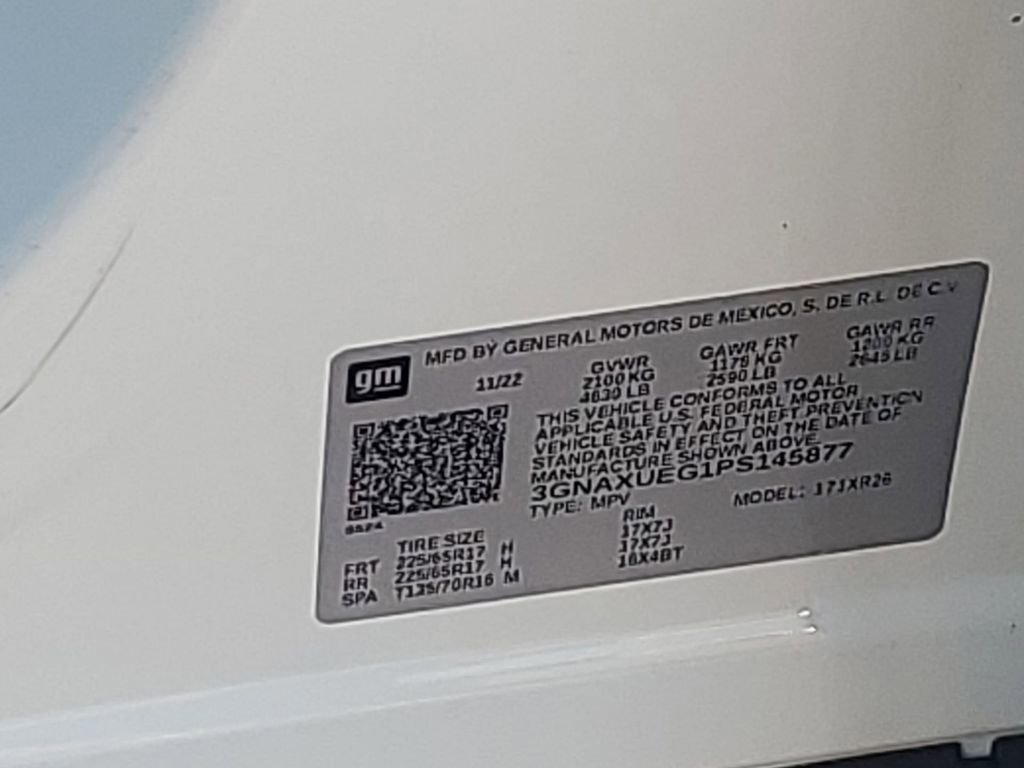 gm
MFD BY GENERAL MOTORS DE MEXICO, S. DE R.L. DE C.V
11/22
GVWR GAWR FRT GAWR RR
2100 KG 1175 KG 1200 KG
4630 LB 2590 LB 2645 LB
THIS VEHICLE CONFORMS TO ALL
APPLICABLE U.S. FEDERAL MOTOR
VEHICLE SAFETY AND THEFT PREVENTION
STANDARDS IN EFFECT ON THE DATE OF
MANUFACTURE SHOWN ABOVE.
3GNAXUEG1PS145877
TYPE: MPV MODEL: 171XR26
TIRE SIZE RIM
FRT 225/65R17 H 17X7J
RR 225/65R17 H 17X7J
SPA T135/70R16 M 16X4BT